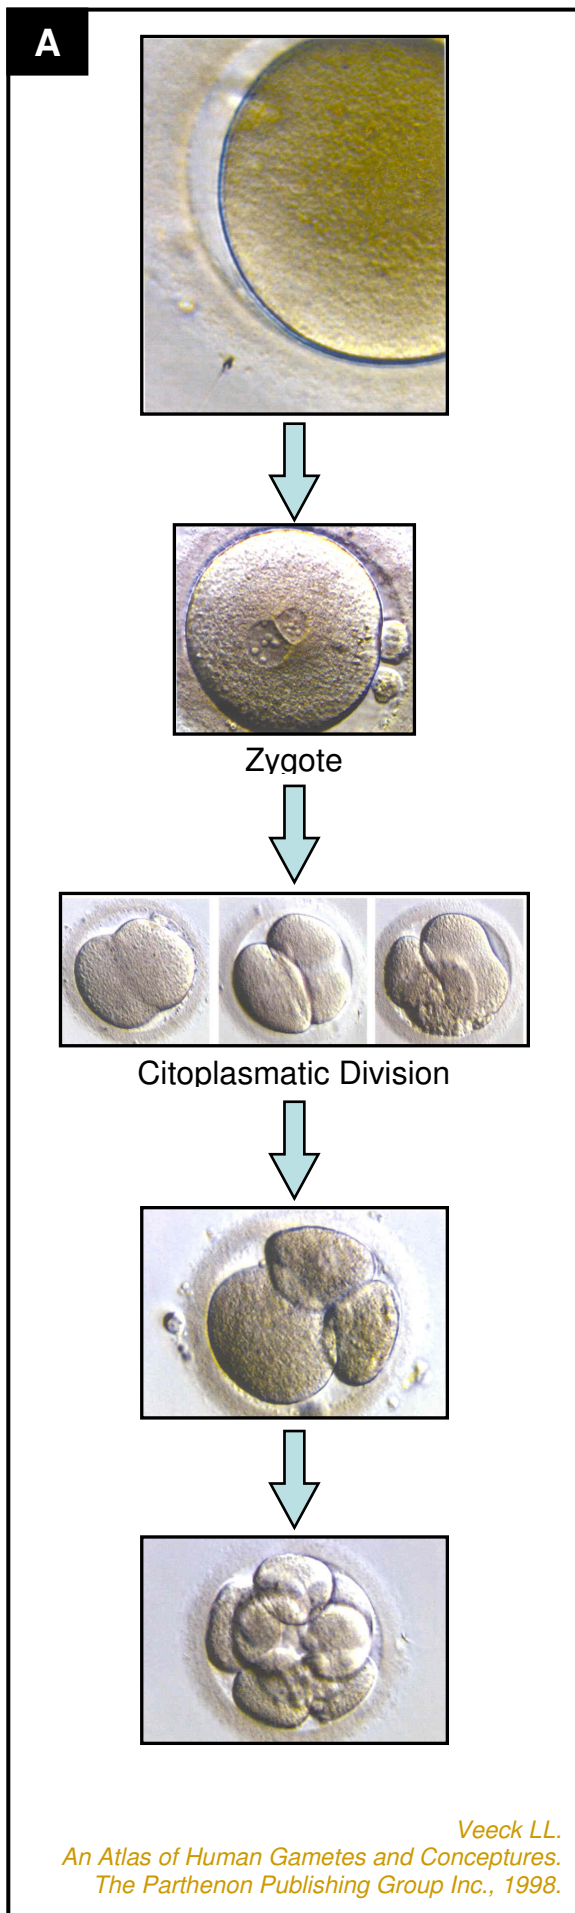 A
Zygote
Citoplasmatic Division
Veeck LL.
An Atlas of Human Gametes and Conceptures.
The Parthenon Publishing Group Inc., 1998.